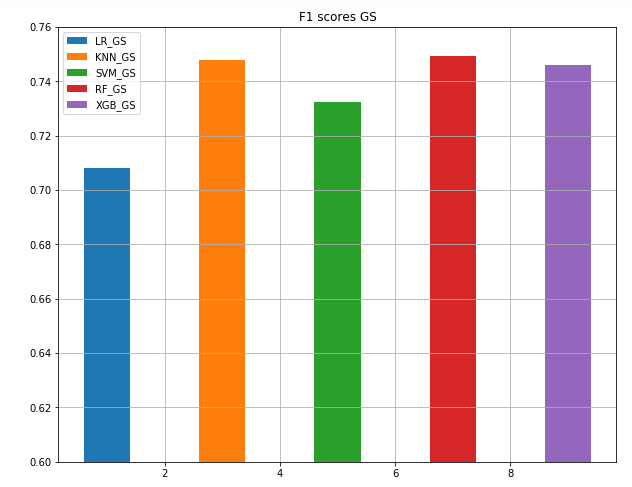 F1 scores GS
LR_GS
KNN_GS
SVM_GS
RF_GS
XGB_GS
0.76
0.74
0.72
0.70
0.68
0.66
0.64
0.62
0.60
2
4
6
8